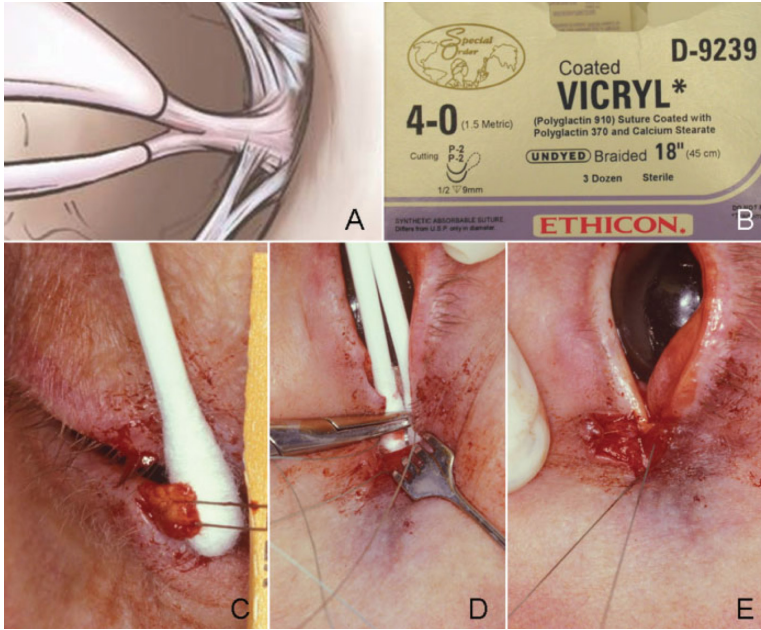 A
Special
Order
D-9239
Coated
VICRYL*
4-0 (1.5 Metric)
(Polyglactin 910) Suture Coated with
Polyglactin 370 and Calcium Stearate
Cutting
P-2
P-2
UNDYED Braided 18" (45 cm)
1/2 9mm
3 Dozen Sterile
SYNTHETIC ABSORBABLE SUTURE.
Differs from U.S.P. only in diameter.
ETHICON.
B
C
D
E